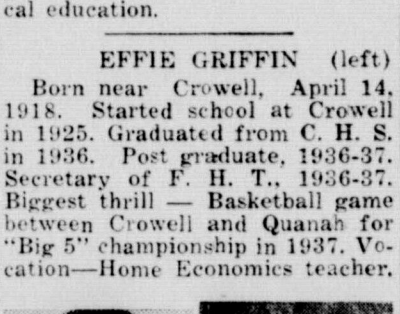 cal education.
EFFIE GRIFFIN (left)
Born near Crowell, April 14,
1918. Started school at Crowell
in 1925. Graduated from C. H. S.
in 1936. Post graduate, 1936-37.
Secretary of F. H. T., 1936-37.
Biggest thrill — Basketball game
between Crowell and Quanah for
"Big 5" championship in 1937. Vo-
cation—Home Economics teacher.